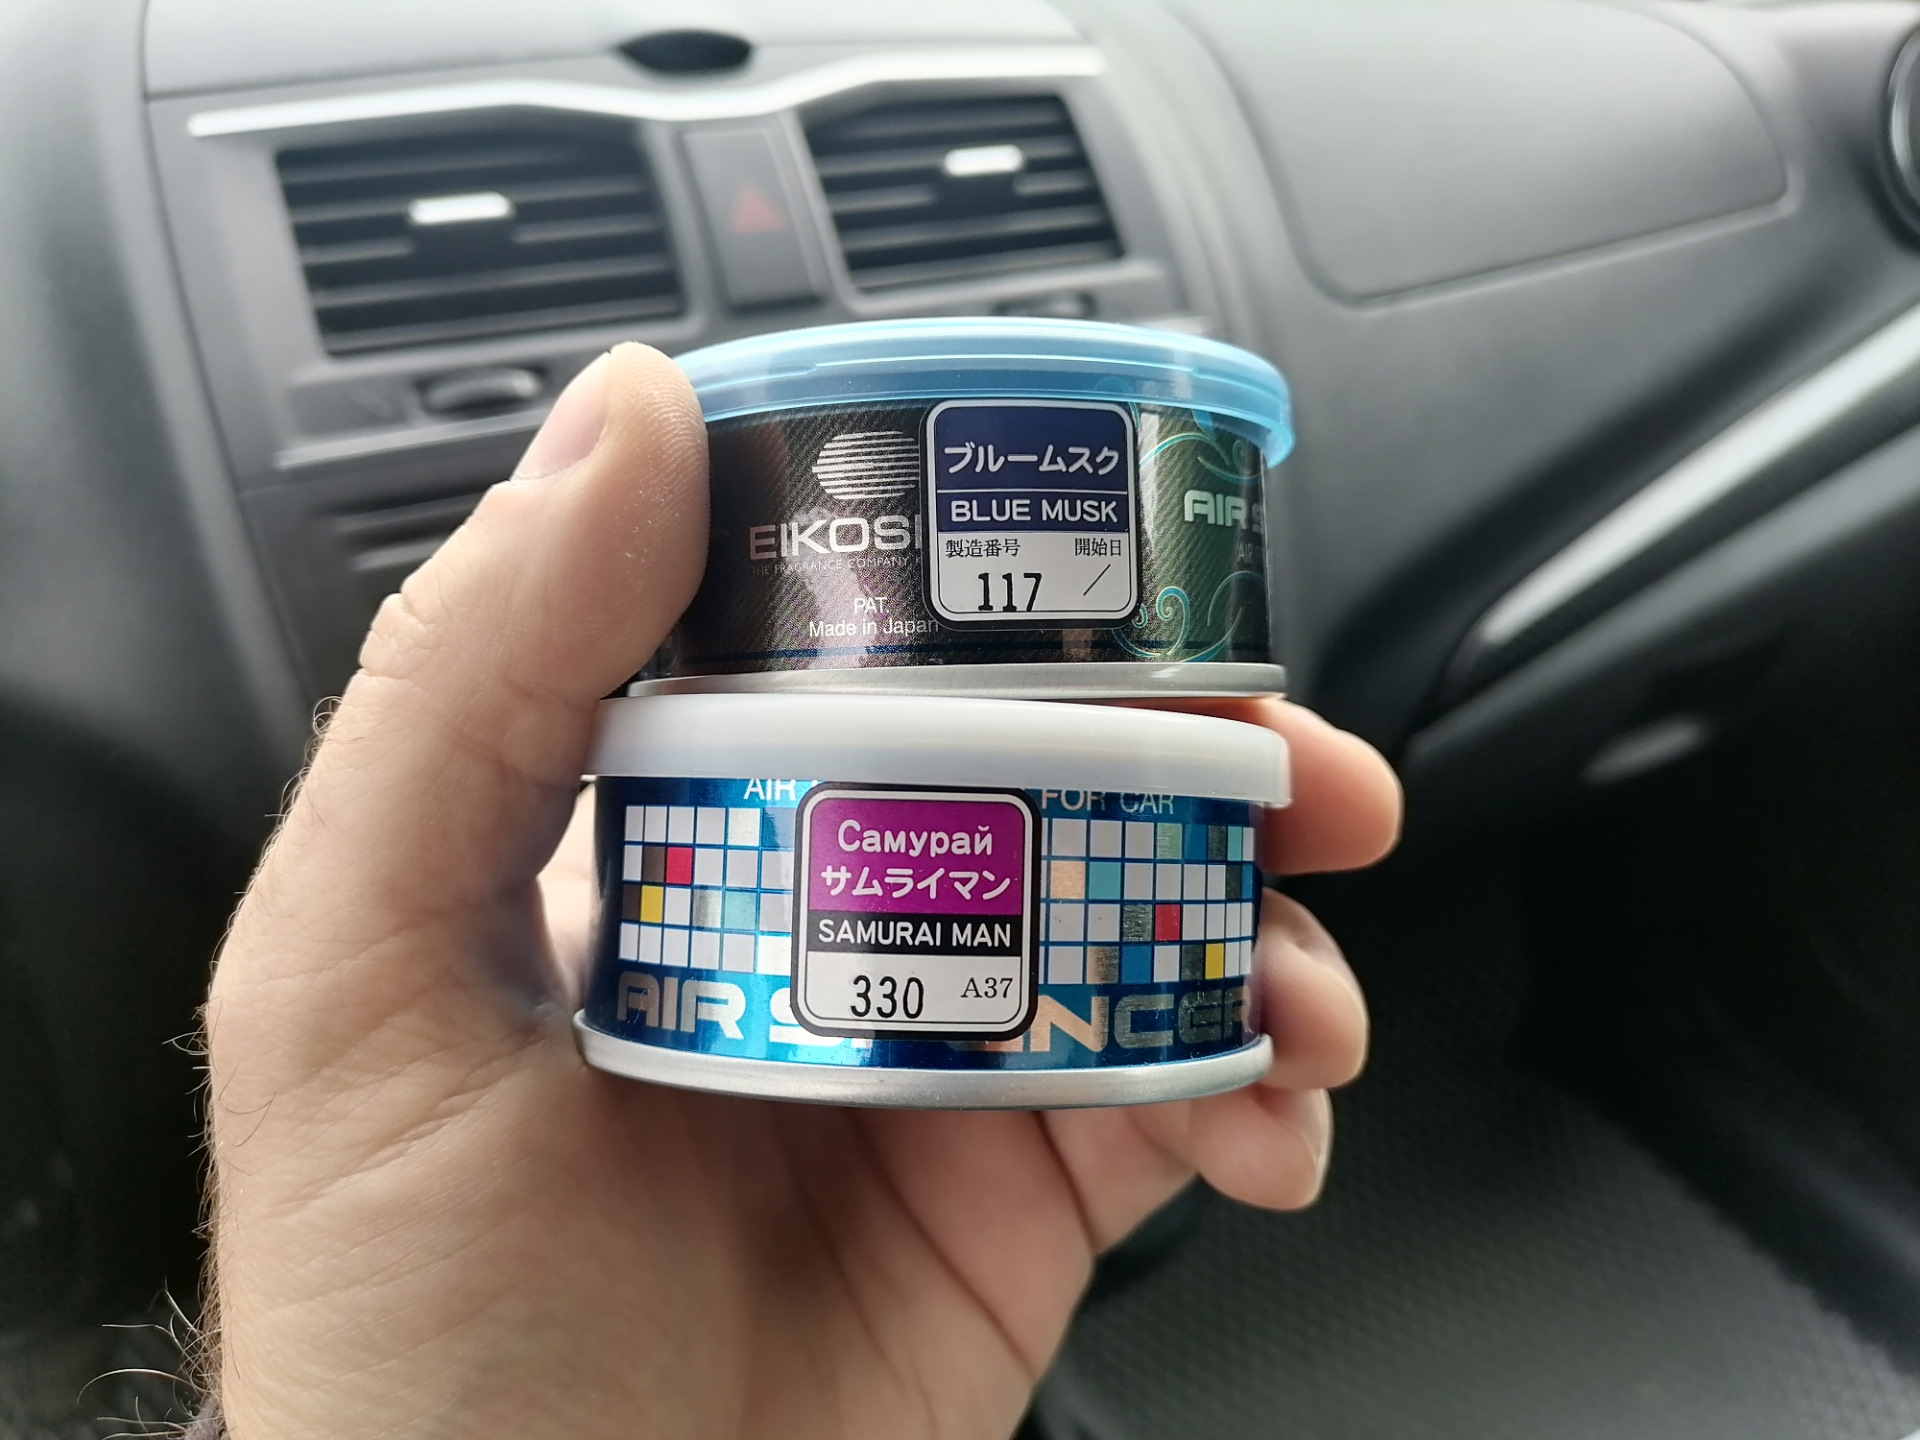 ブルームスク
BLUE MUSK
製造番号 開始日
117 /
EIKOS
THE FRAGRANCE COMPANY
PAT.
Made in Japan
AIR S
AIR
AIR FOR CAR
Самурай
サムライマン
SAMURAI MAN
330 A37
AIR S NCER